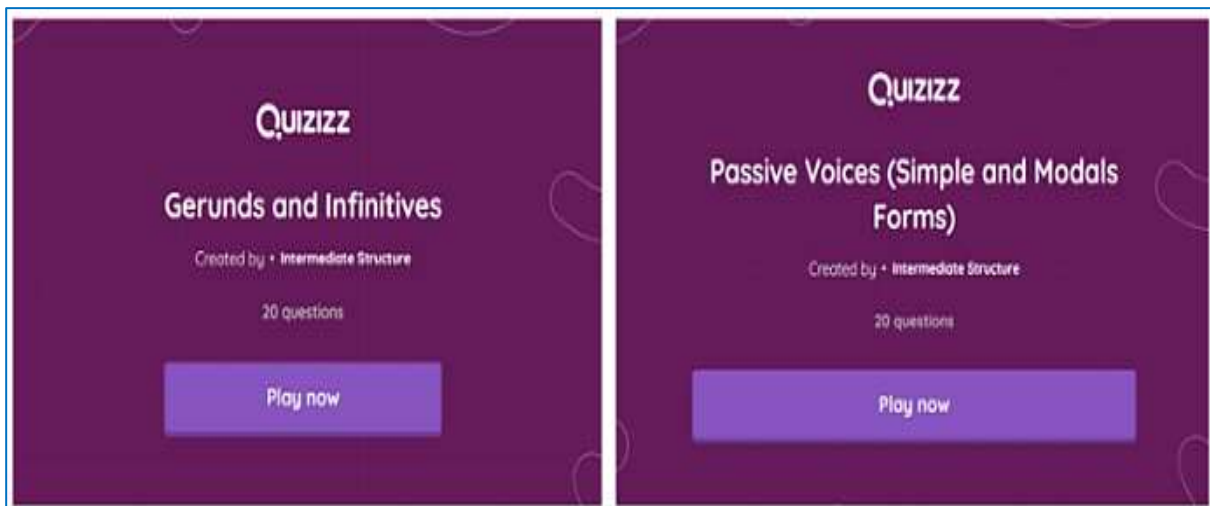 Quizizz
Gerunds and Infinitives
Created by • Intermediate Structure
20 questions
Play now
Quizizz
Passive Voices (Simple and Modals
Forms)
Created by • Intermediate Structure
20 questions
Play now